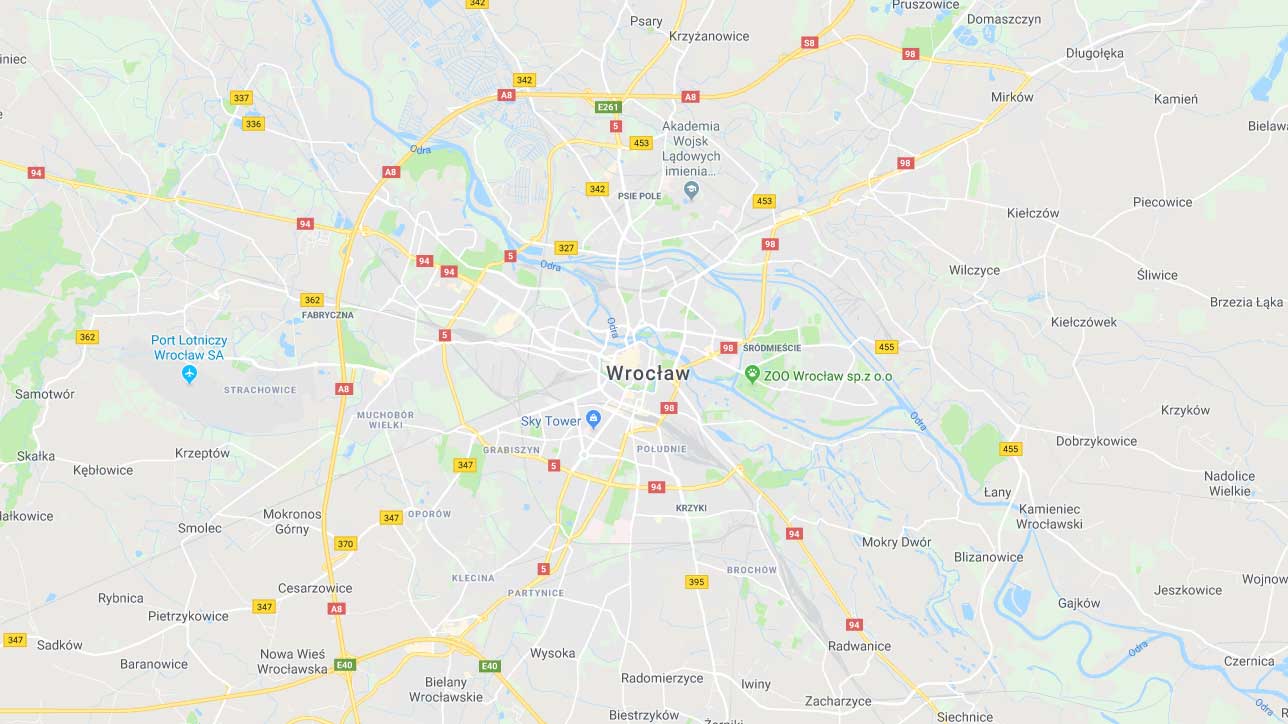 342
Psary
Pruszowice
Domaszczyn
Krzyżanowice
S8
98
Długołęka
342
337
A8
A8
E261
Mirków
Kamień
336
5
Akademia
Wojsk
Lądowych
imienia...
453
Odra
94
A8
98
342
PSIE POLE
453
Piecowice
Kiełczów
94
327
98
5
94
94
Odra
Wilczyce
Śliwice
362
FABRYCZNA
Brzezia Łąka
Kiełczówek
Odra
362
5
Port Lotniczy
Wrocław SA
98
ŚRÓDMIEŚCIE
455
Wrocław
ZOO Wrocław sp.z o.o
STRACHOWICE
A8
Samotwór
MUCHOBÓR
WIELKI
98
Sky Tower
Krzyków
Odra
Dobrzykowice
Skałka
Krzeptów
GRABISZYN
POŁUDNIE
455
Kębłowice
347
5
Nadolice
Wielkie
94
Łany
KRZYKI
Kamieniec
Wrocławski
Mokronos
Górny
347
OPORÓW
Smolec
94
370
Mokry Dwór
Blizanowice
5
BROCHÓW
KLECINA
395
Cesarzowice
PARTYNICE
Jeszkowice
Rybnica
Gajków
347
A8
Pietrzykowice
94
347
Sadków
Radwanice
Odra
Nowa Wieś
Wrocławska
Wysoka
Baranowice
E40
E40
Czernica
Radomierzyce
Bielany
Wrocławskie
Iwiny
Zacharzyce
Biestrzyków
Siechnice